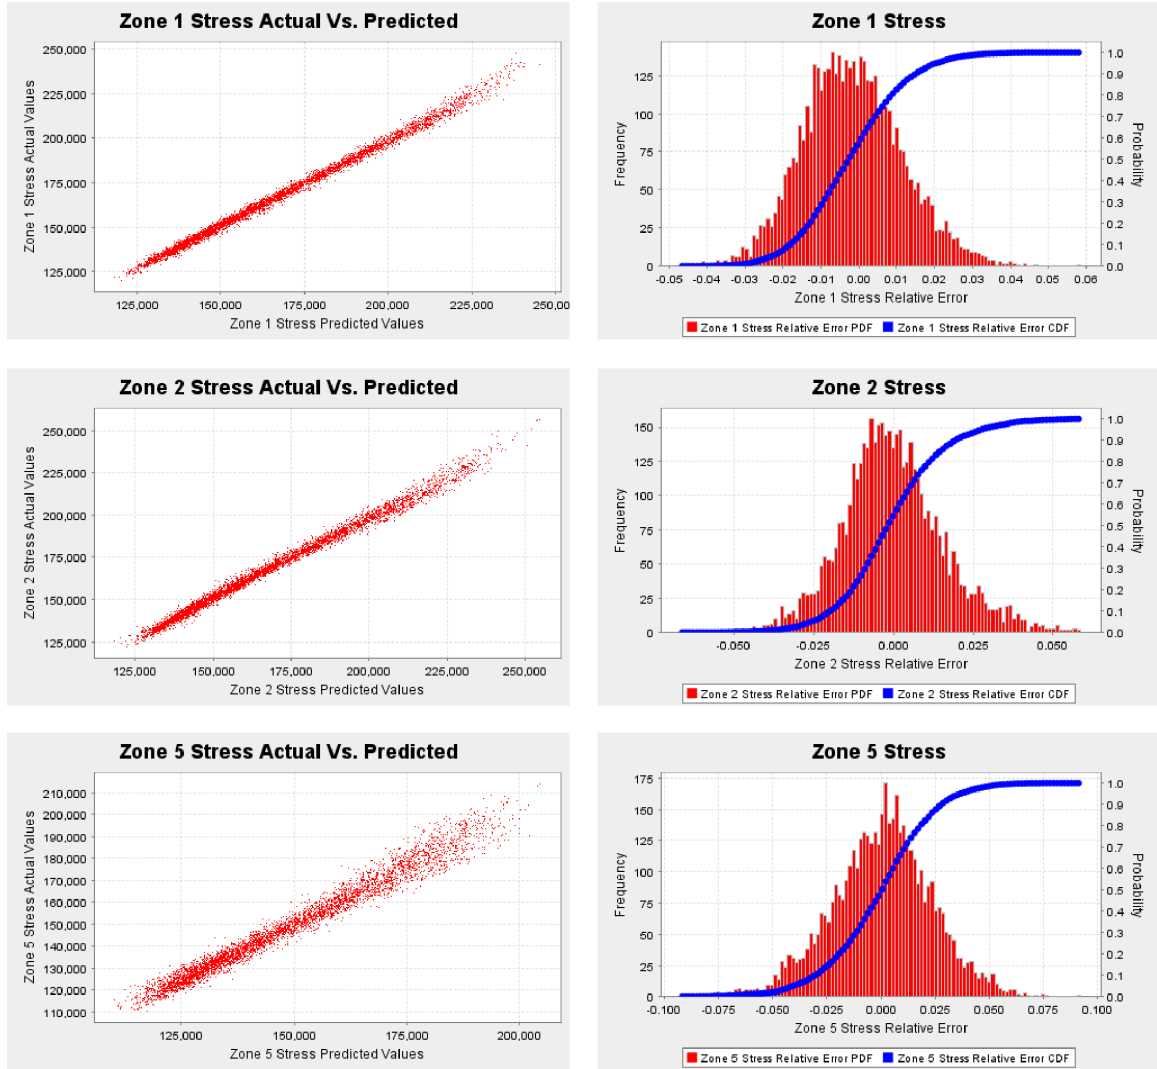 Zone 1 Stress Actual Vs. Predicted
Zone 1 Stress Actual Values
250,000
225,000
200,000
175,000
150,000
125,000
125,000 150,000 175,000 200,000 225,000 250,000
Zone 1 Stress Predicted Values
Zone 1 Stress
Frequency
125
100
75
50
25
0
1.0
0.9
0.8
0.7
0.6
0.5
0.4
0.3
0.2
0.1
0.0
Probability
-0.05 -0.04 -0.03 -0.02 -0.01 0.00 0.01 0.02 0.03 0.04 0.05 0.06
Zone 1 Stress Relative Error
Zone 1 Stress Relative Error PDF Zone 1 Stress Relative Error CDF
Zone 2 Stress Actual Vs. Predicted
Zone 2 Stress Actual Values
250,000
225,000
200,000
175,000
150,000
125,000
125,000 150,000 175,000 200,000 225,000 250,000
Zone 2 Stress Predicted Values
Zone 2 Stress
Frequency
150
125
100
75
50
25
0
1.0
0.9
0.8
0.7
0.6
0.5
0.4
0.3
0.2
0.1
0.0
Probability
-0.050 -0.025 0.000 0.025 0.050
Zone 2 Stress Relative Error
Zone 2 Stress Relative Error PDF Zone 2 Stress Relative Error CDF
Zone 5 Stress Actual Vs. Predicted
Zone 5 Stress Actual Values
210,000
200,000
190,000
180,000
170,000
160,000
150,000
140,000
130,000
120,000
110,000
125,000 150,000 175,000 200,000
Zone 5 Stress Predicted Values
Zone 5 Stress
Frequency
175
150
125
100
75
50
25
0
1.0
0.9
0.8
0.7
0.6
0.5
0.4
0.3
0.2
0.1
0.0
Probability
-0.100 -0.075 -0.050 -0.025 0.000 0.025 0.050 0.075 0.100
Zone 5 Stress Relative Error
Zone 5 Stress Relative Error PDF Zone 5 Stress Relative Error CDF